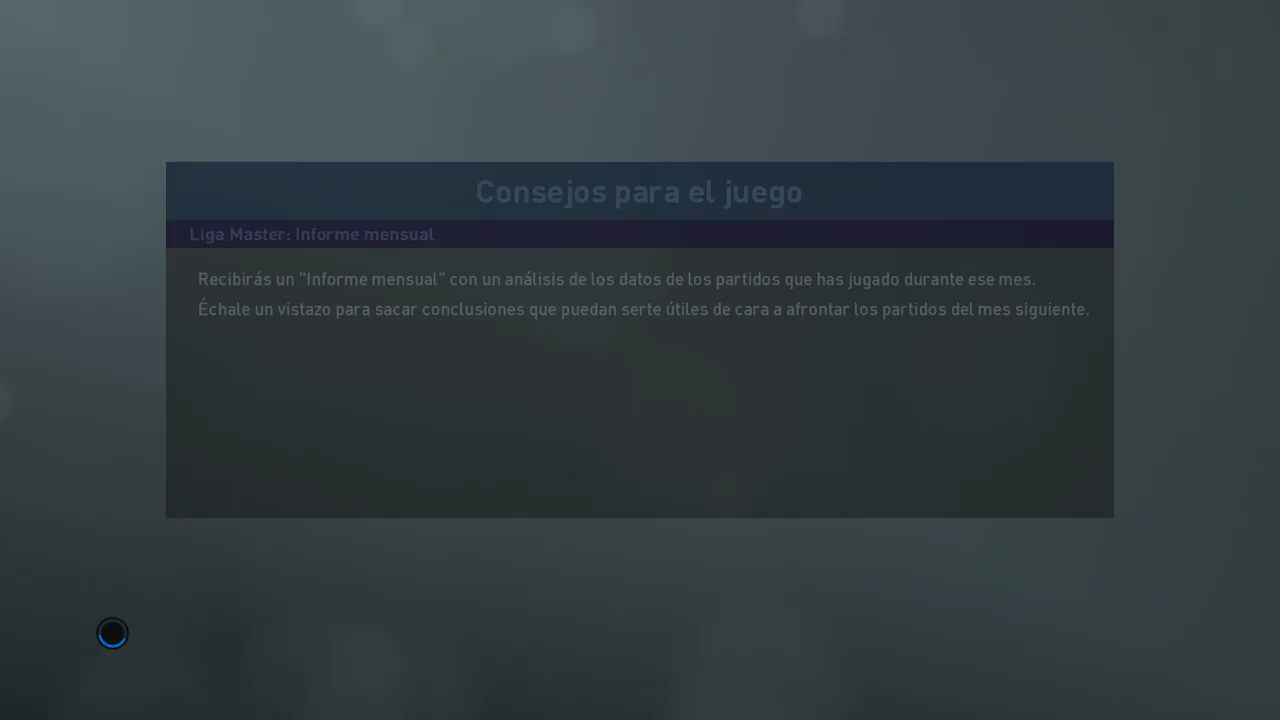 Consejos para el juego
Liga Master: Informe mensual
Recibirás un "Informe mensual" con un análisis de los datos de los partidos que has jugado durante ese mes.
Échale un vistazo para sacar conclusiones que puedan serte útiles de cara a afrontar los partidos del mes siguiente.